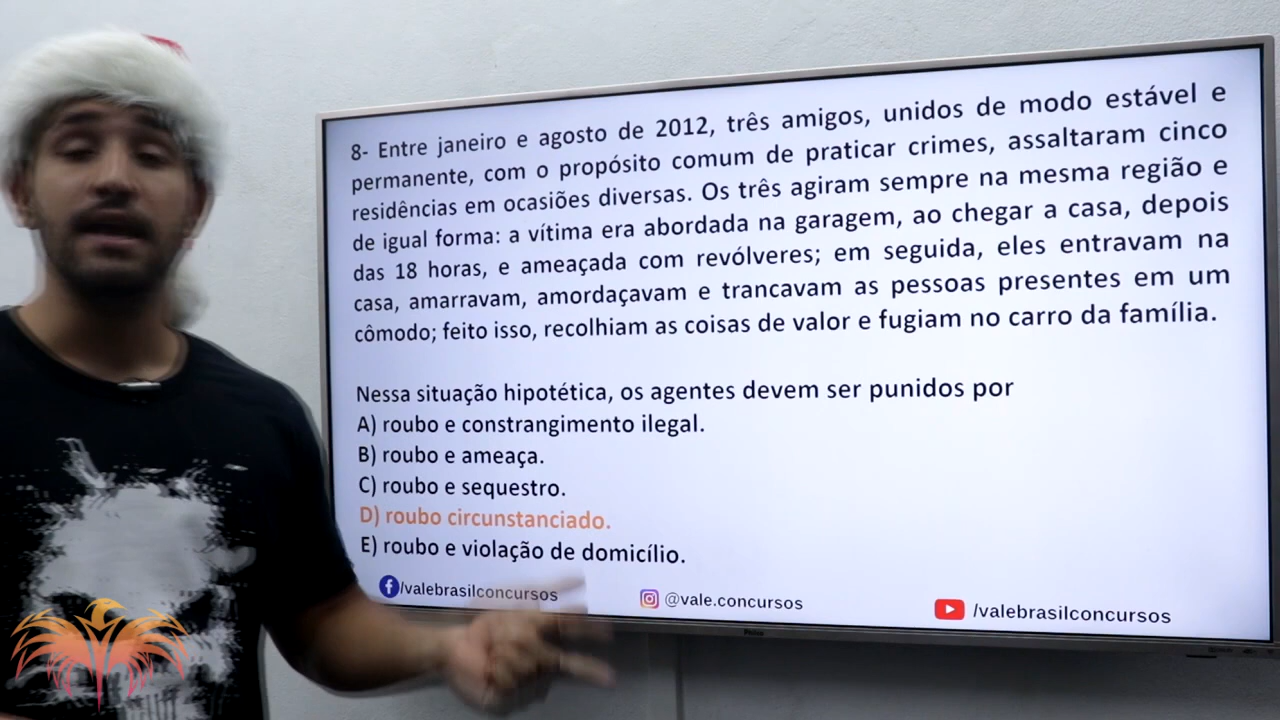 8- Entre janeiro e agosto de 2012, três amigos, unidos de modo estável e
permanente, com o propósito comum de praticar crimes, assaltaram cinco
residências em ocasiões diversas. Os três agiram sempre na mesma região e
de igual forma: a vítima era abordada na garagem, ao chegar a casa, depois
das 18 horas, e ameaçada com revólveres; em seguida, eles entravam na
casa, amarravam, amordaçavam e trancavam as pessoas presentes em um
cômodo; feito isso, recolhiam as coisas de valor e fugiam no carro da família.
Nessa situação hipotética, os agentes devem ser punidos por
A) roubo e constrangimento ilegal.
B) roubo e ameaça.
C) roubo e sequestro.
D) roubo circunstanciado.
E) roubo e violação de domicílio.
/valebrasilconcursos @vale.concursos /valebrasilconcursos
Philco